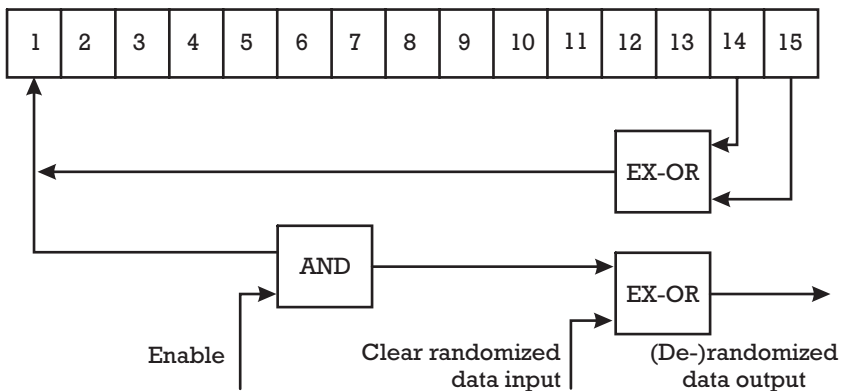 1 2 3 4 5 6 7 8 9 10 11 12 13 14 15
EX-OR
AND
EX-OR
Enable
Clear randomized
data input
(De-)randomized
data output